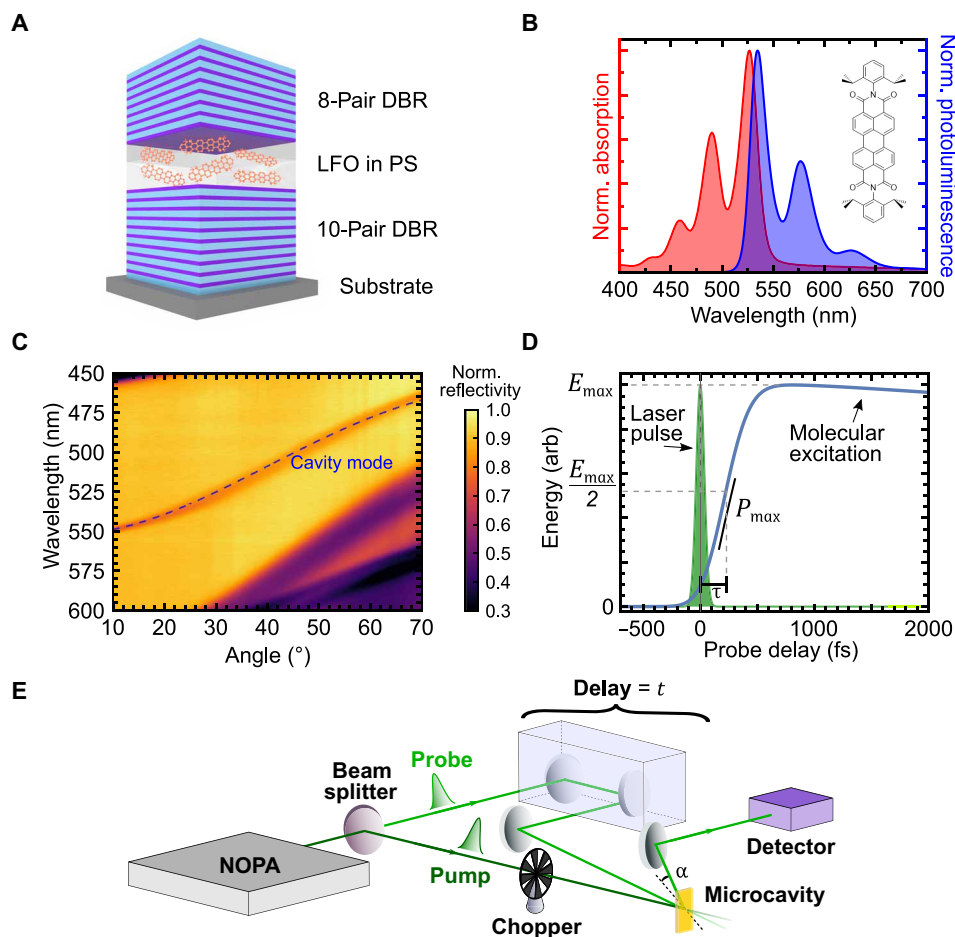 A
8-Pair DBR
LFO in PS
10-Pair DBR
Substrate
B
Norm. absorption
Norm. photoluminescence
N
O
O
O
O
N
400 450 500 550 600 650 700
Wavelength (nm)
C
Norm.
reflectivity
450
475
500
525
550
575
600
Wavelength (nm)
Cavity mode
10 20 30 40 50 60 70
Angle (°)
1.0
0.9
0.8
0.7
0.6
0.5
0.4
0.3
D
Energy (arb)
E_max
E_max
2
0
Laser
pulse
Molecular
excitation
P_max
τ
−500 0 1000 2000
Probe delay (fs)
E
Delay = t
Probe
Beam
splitter
NOPA
Pump
Chopper
Detector
α
Microcavity